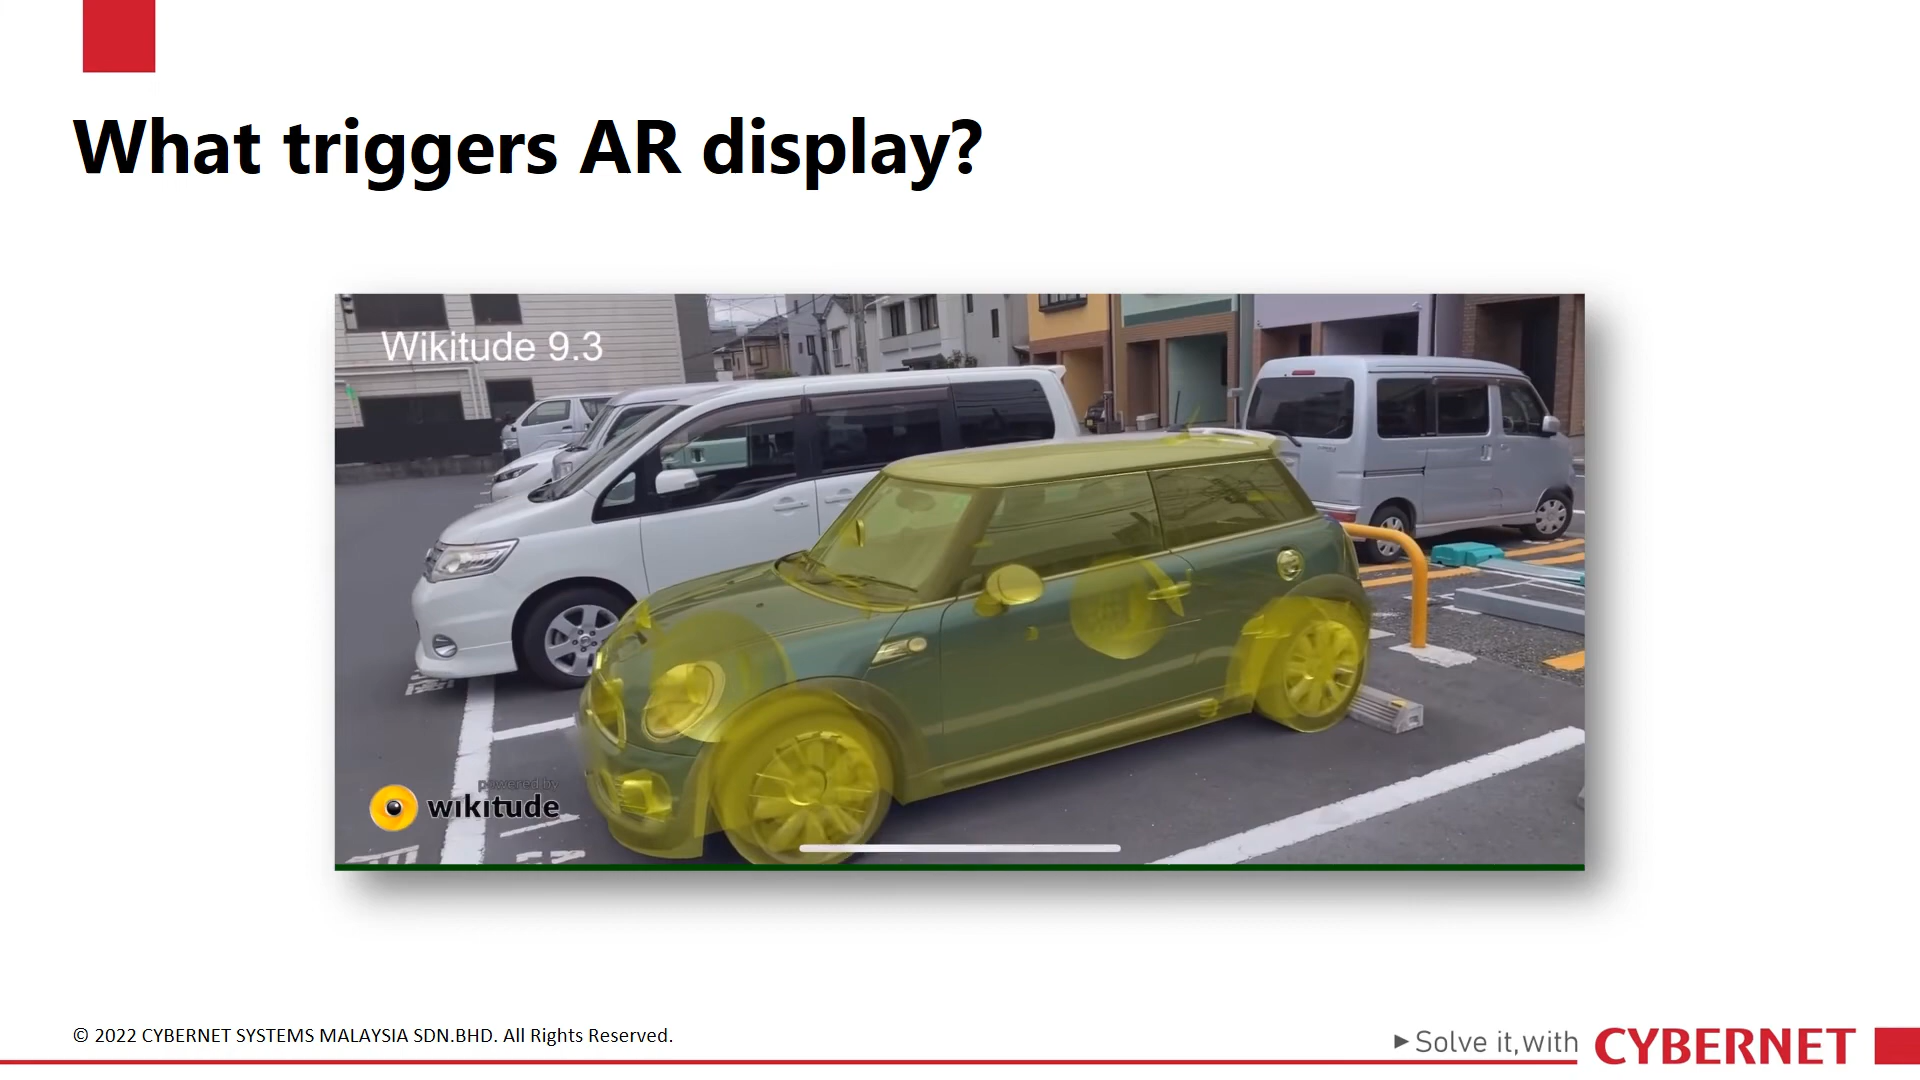 What triggers AR display?
Wikitude 9.3
powered by
wikitude
© 2022 CYBERNET SYSTEMS MALAYSIA SDN.BHD. All Rights Reserved.
►Solve it,with CYBERNET